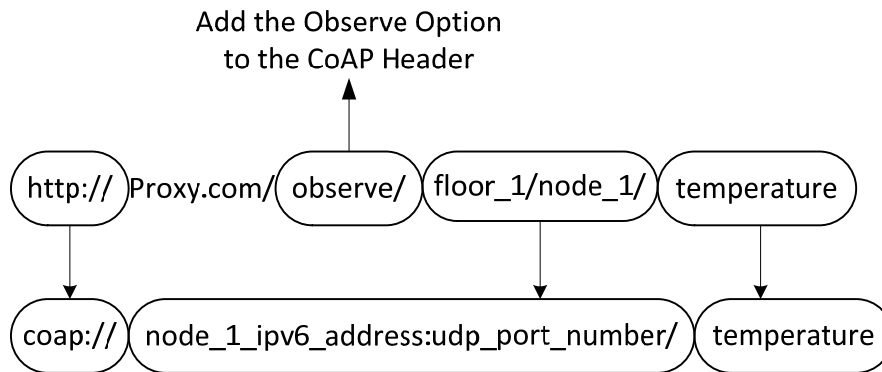 Add the Observe Option
to the CoAP Header
http:// Proxy.com/ observe/ floor_1/node_1/ temperature
coap:// node_1_ipv6_address:udp_port_number/ temperature